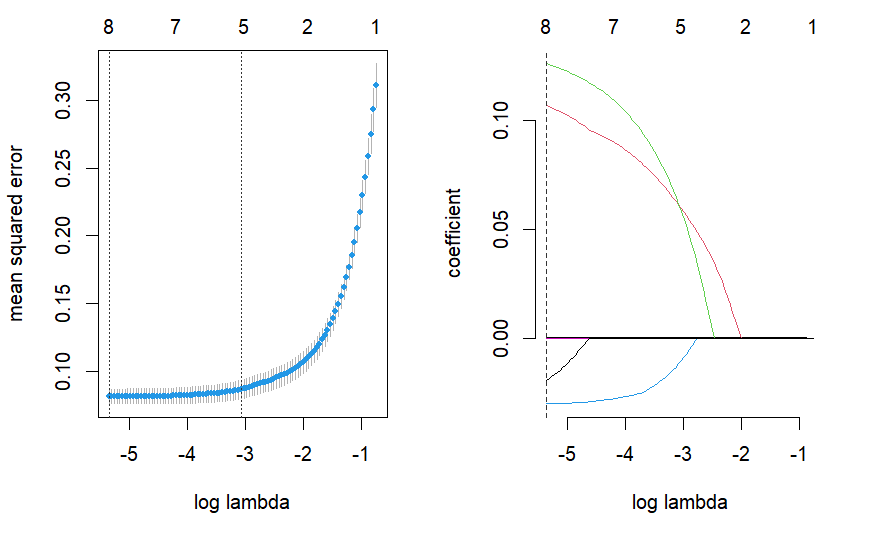 8 7 5 2 1
mean squared error
0.30
0.25
0.20
0.15
0.10
-5 -4 -3 -2 -1
log lambda
8 7 5 2 1
coefficient
0.10
0.05
0.00
-5 -4 -3 -2 -1
log lambda